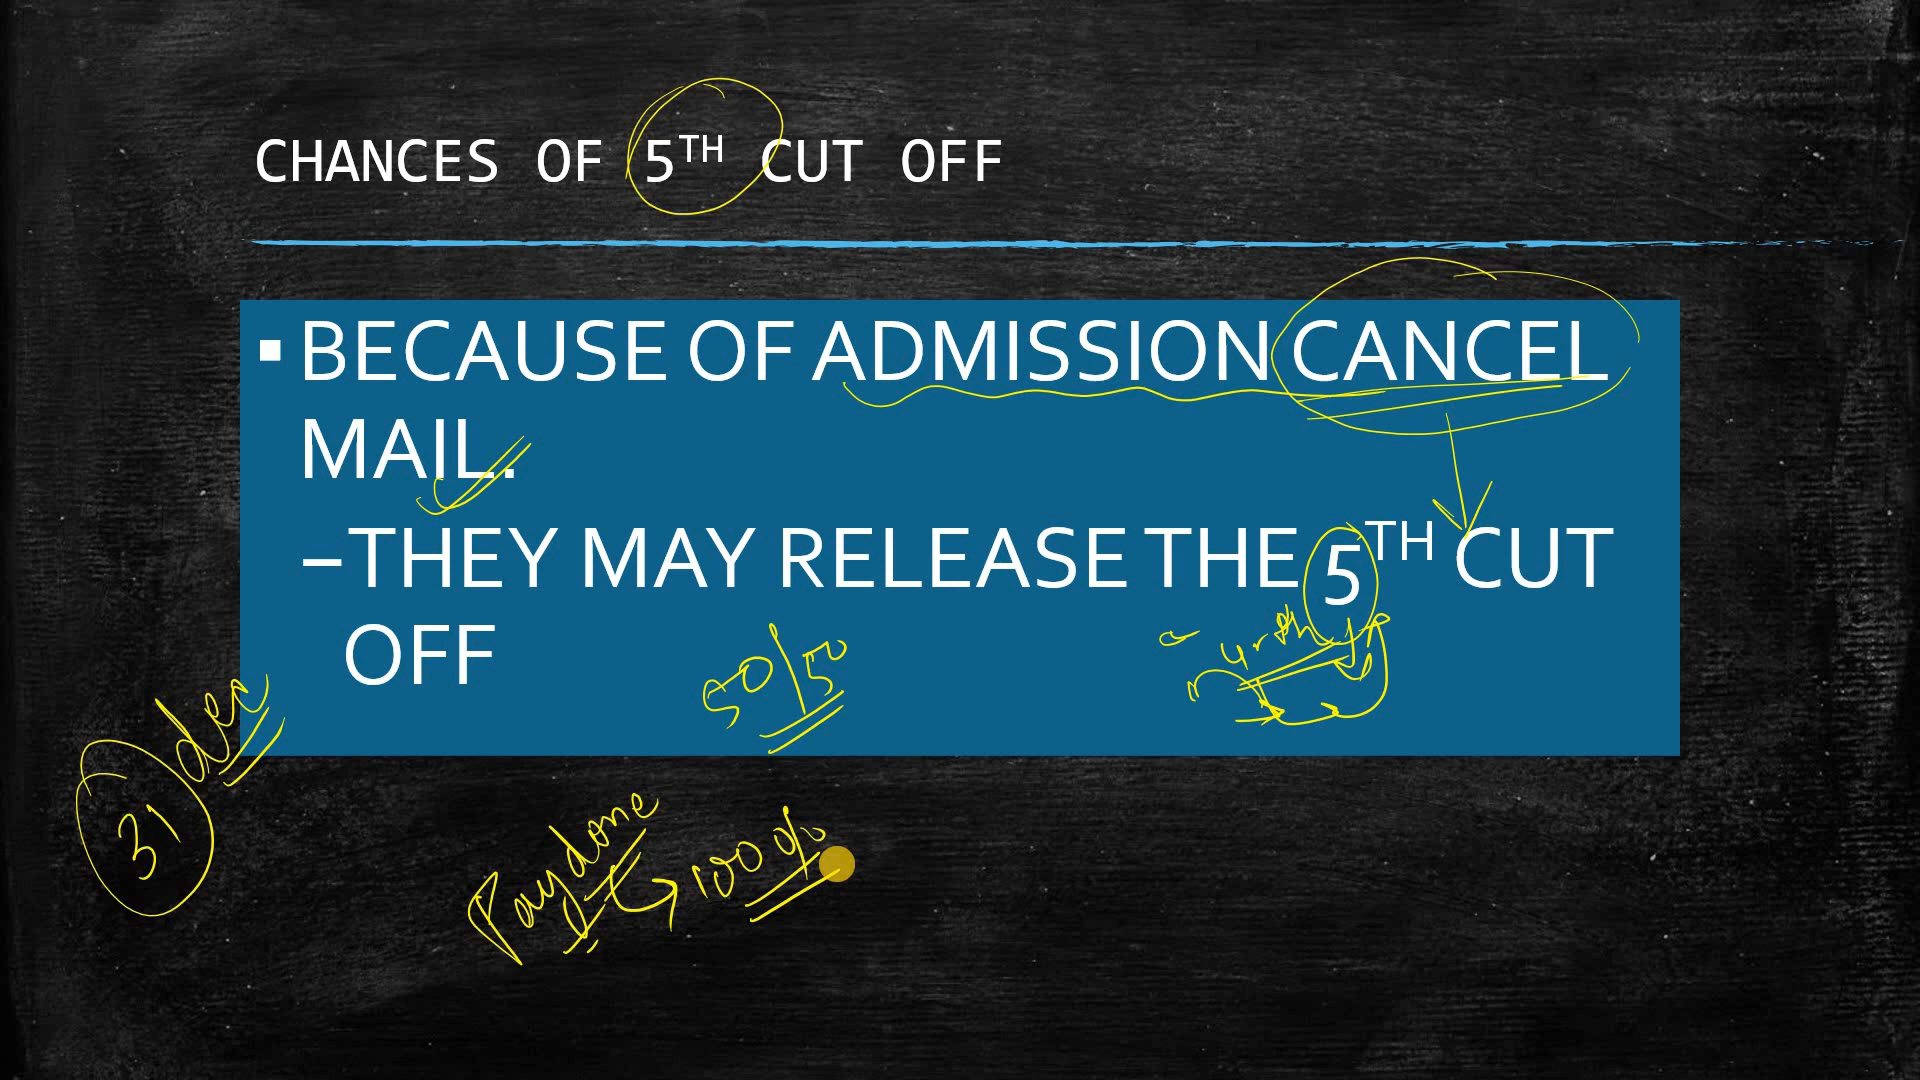 CHANCES OF 5TH CUT OFF
▪ BECAUSE OF ADMISSION CANCEL
MAIL.
–THEY MAY RELEASE THE 5TH CUT
OFF
50/50
31 dec
Paydone
100%